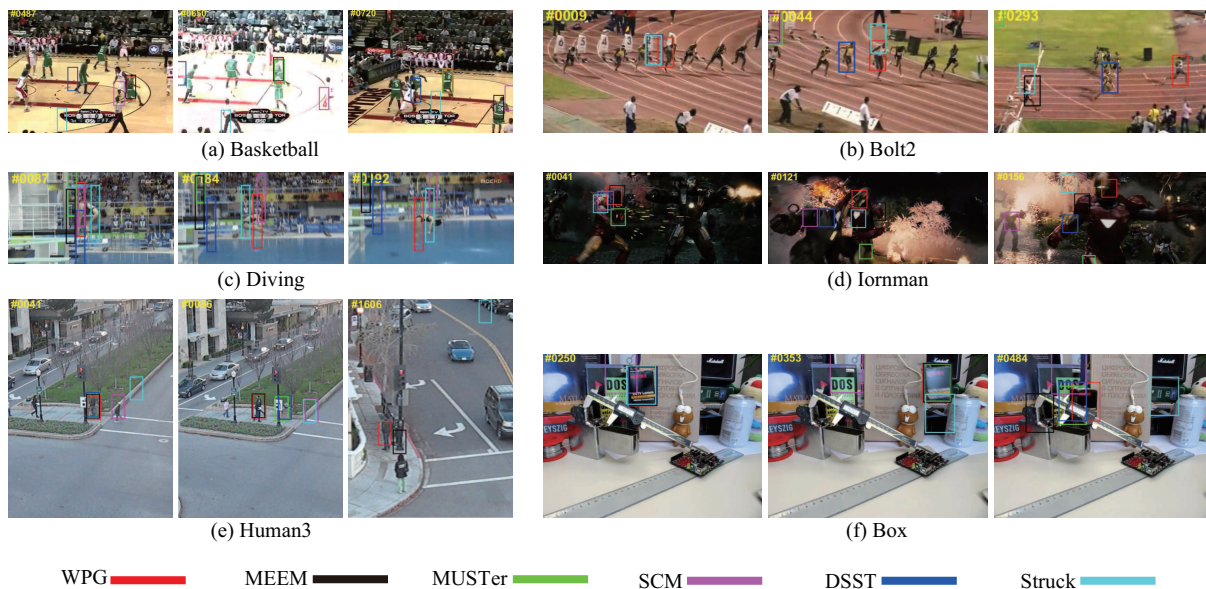 #0487 #0650 #0720 #0009 #0044 #0293
(a) Basketball (b) Bolt2
#0087 #0184 #0192 #0041 #0121 #0156
(c) Diving (d) Iornman
#0041 #0086 #1606
#0250 #0353 #0484
DOS DOS
(e) Human3 (f) Box
WPG MEEM MUSTer SCM DSST Struck